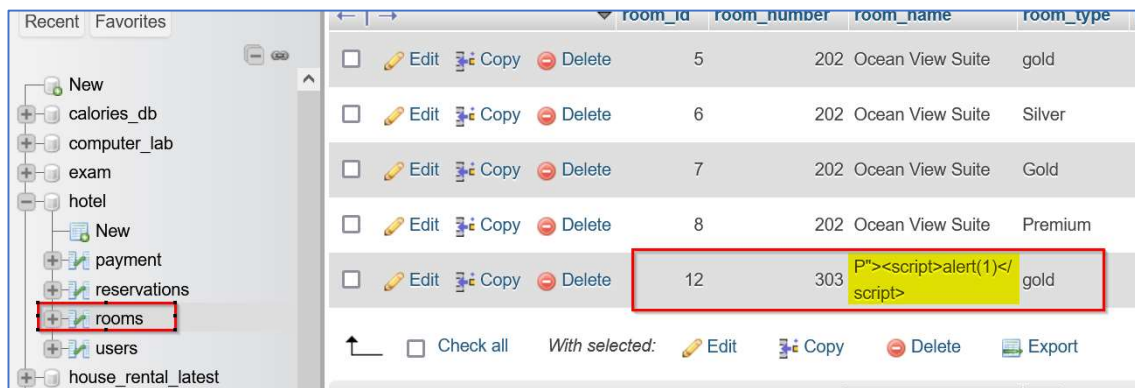 Recent Favorites
New
calories_db
computer_lab
exam
hotel
New
payment
reservations
rooms
users
house_rental_latest
room_id room_number room_name room_type
Edit Copy Delete 5 202 Ocean View Suite gold
Edit Copy Delete 6 202 Ocean View Suite Silver
Edit Copy Delete 7 202 Ocean View Suite Gold
Edit Copy Delete 8 202 Ocean View Suite Premium
Edit Copy Delete 12 303 P"><script>alert(1)</
script> gold
Check all With selected: Edit Copy Delete Export